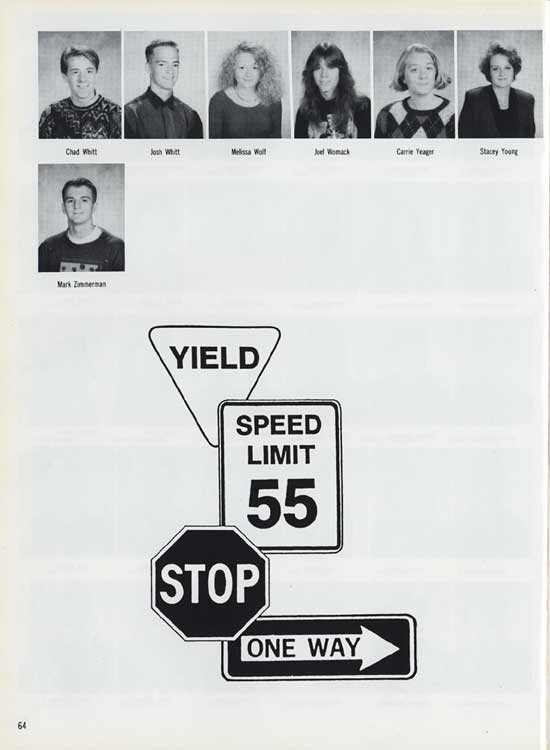 Chad Whitt
Josh Whitt
Melissa Wolf
Joel Womack
Carrie Yeager
Stacey Young
Mark Zimmerman
YIELD
SPEED
LIMIT
55
STOP
ONE WAY
64